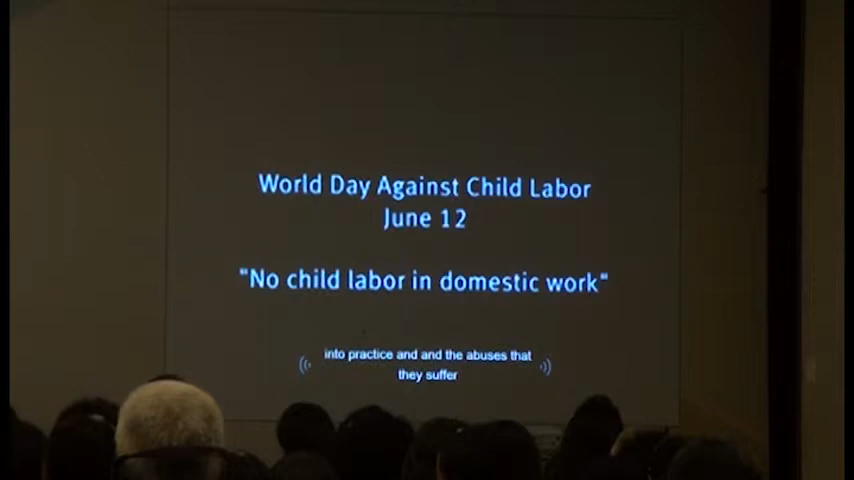 World Day Against Child Labor
June 12
"No child labor in domestic work"
into practice and and the abuses that
they suffer